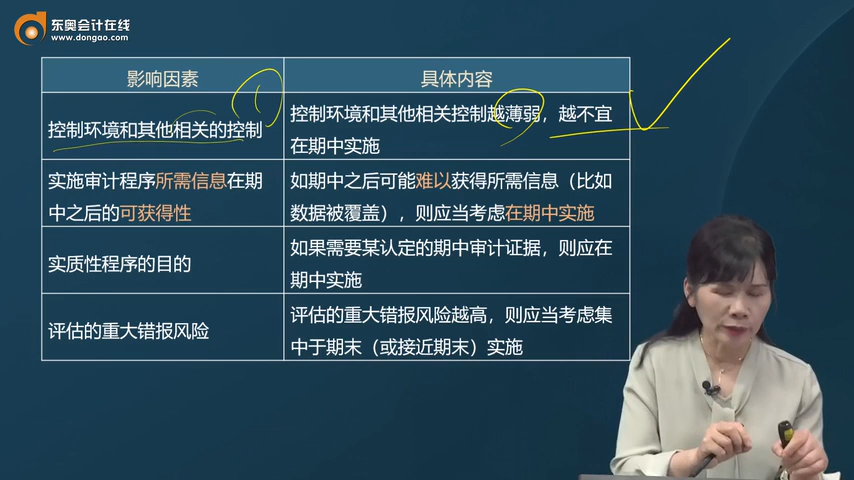 东奥会计在线
www.dongao.com
影响因素
具体内容
控制环境和其他相关的控制
控制环境和其他相关控制越薄弱，越不宜
在期中实施
实施审计程序所需信息在期
中之后的可获得性
如期中之后可能难以获得所需信息（比如
数据被覆盖），则应当考虑在期中实施
实质性程序的目的
如果需要某认定的期中审计证据，则应在
期中实施
评估的重大错报风险
评估的重大错报风险越高，则应当考虑集
中于期末（或接近期末）实施